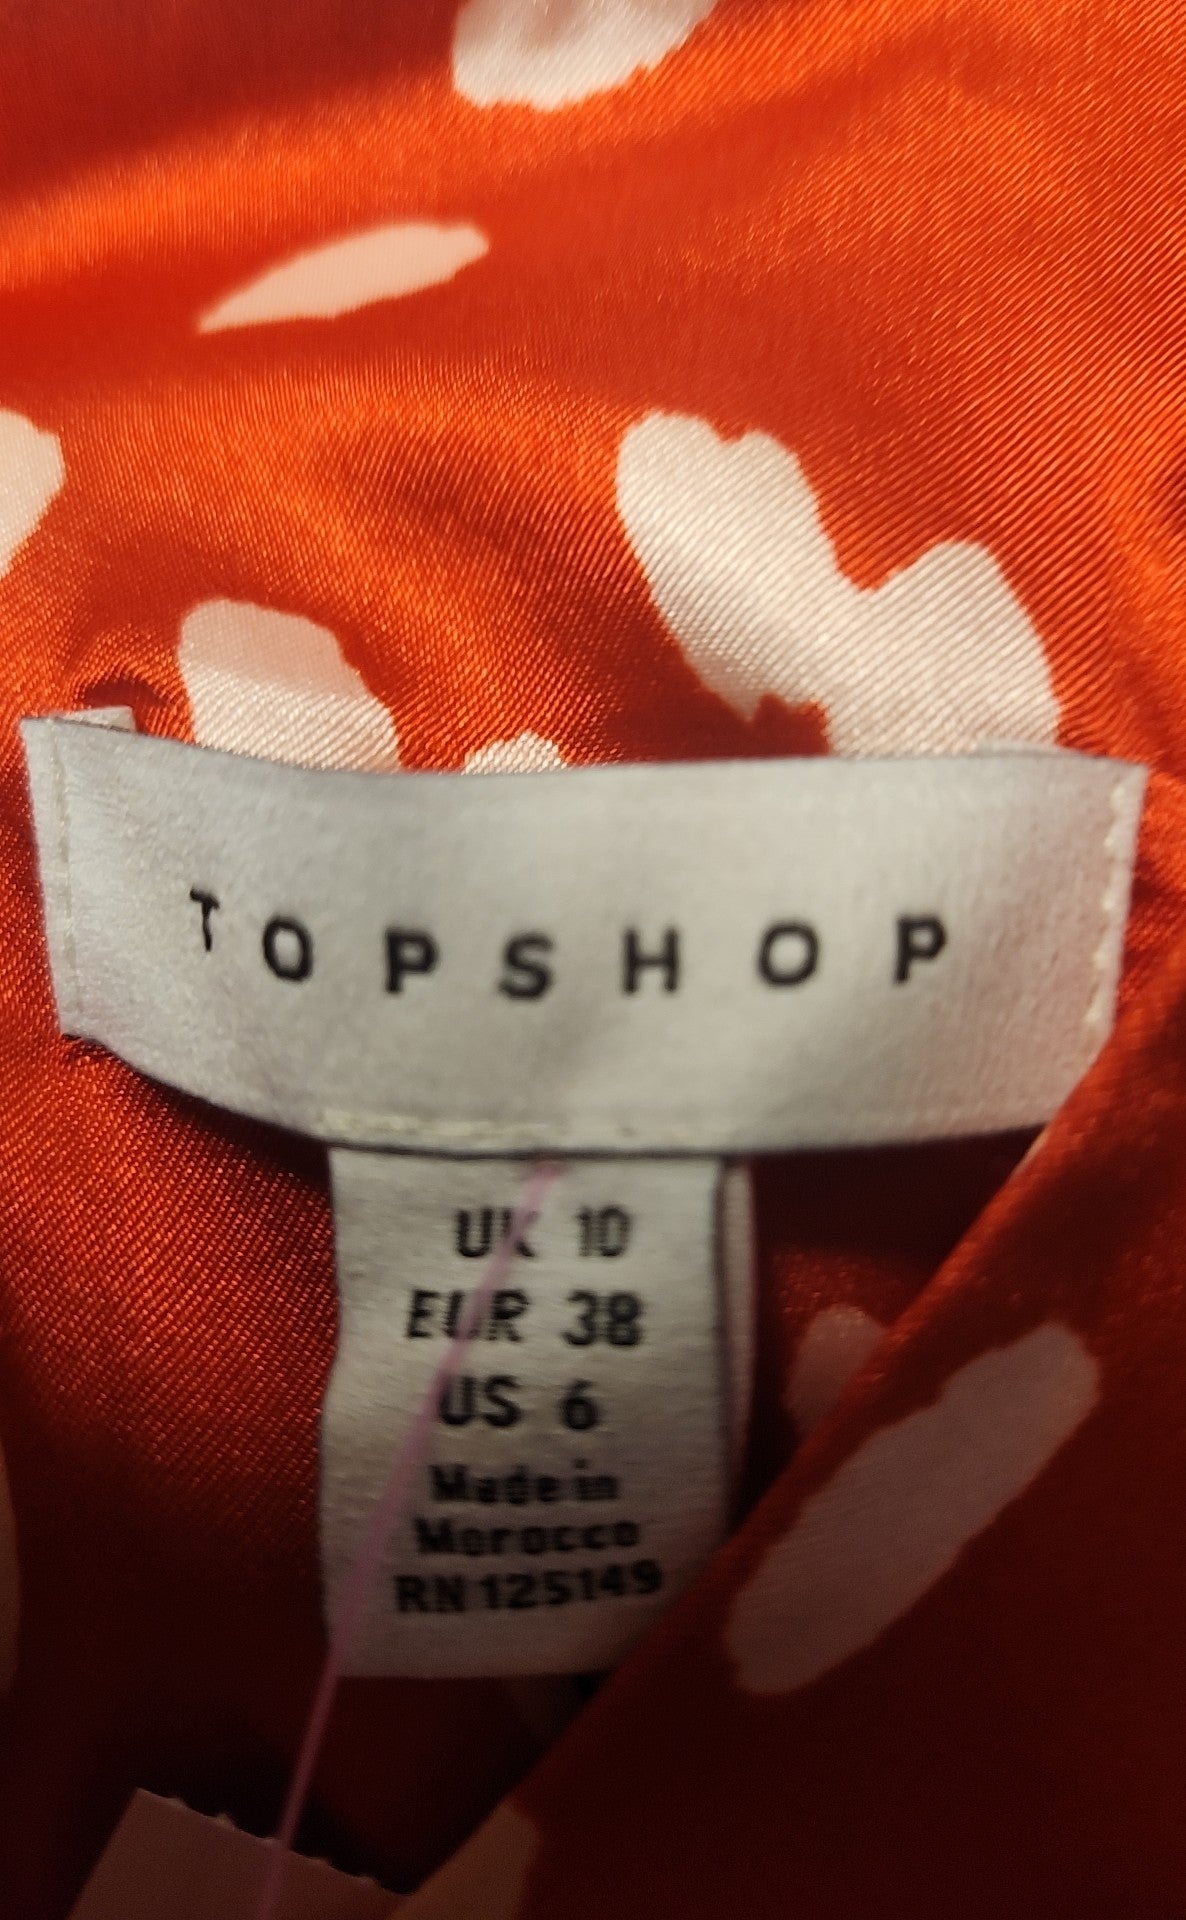 TOPSHOP
UK 10
EUR 38
US 6
Made in
Morocco
RN 125149